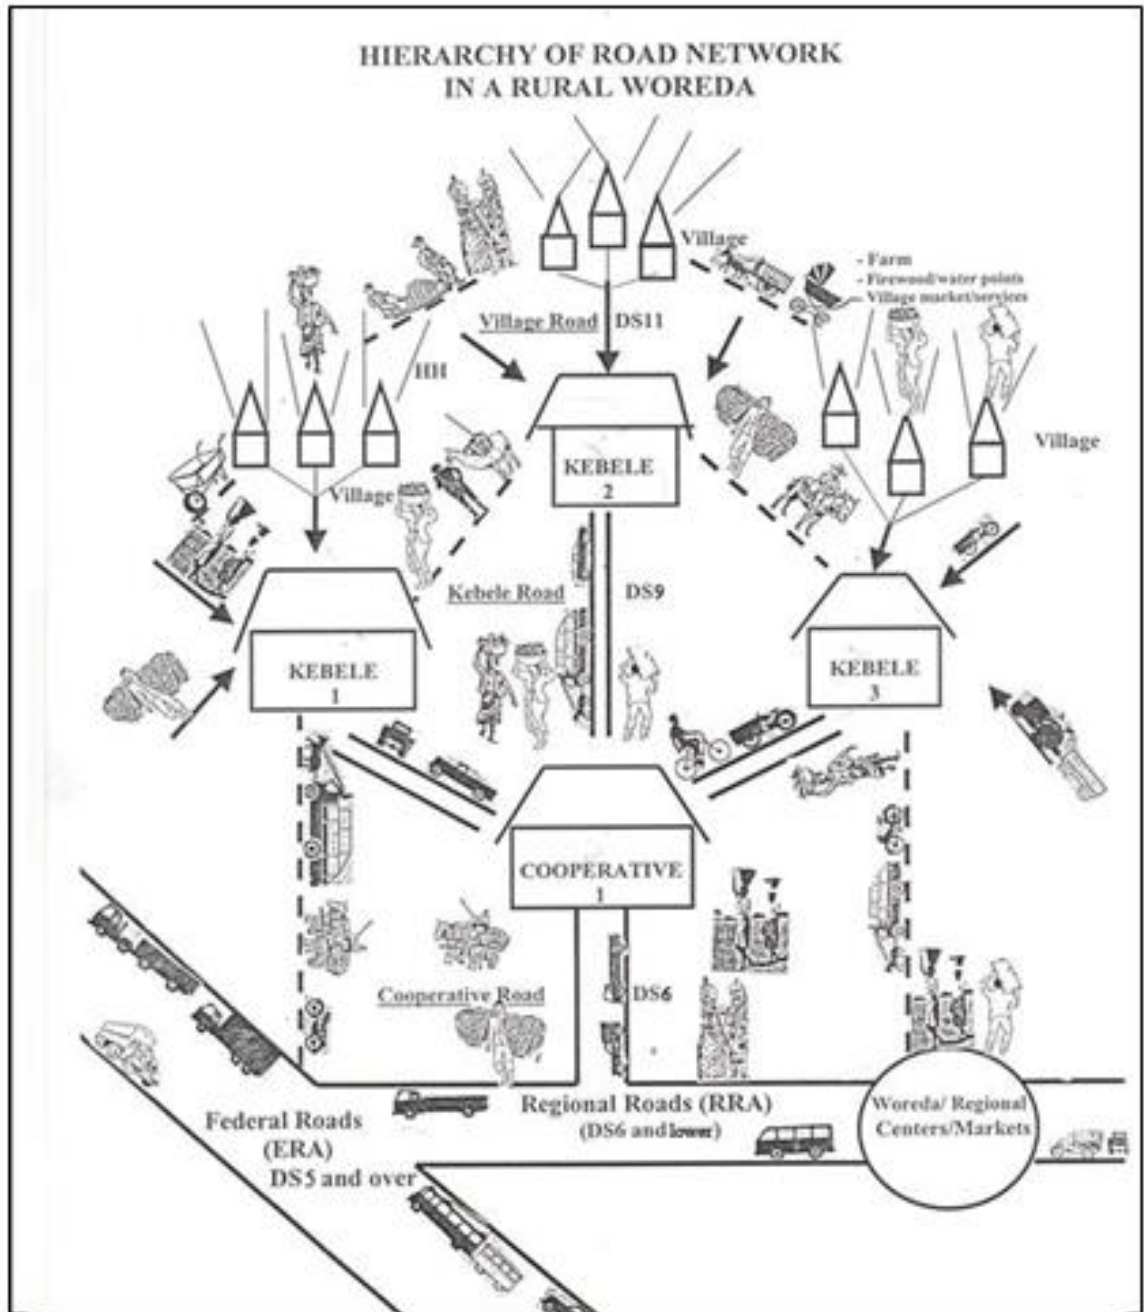 HIERARCHY OF ROAD NETWORK
IN A RURAL WOREDA
Village
- Farm
- Firewood/water points
- Village market/services
Village Road
DS11
HH
Village
KEBELE
2
Village
Kebele Road
DS9
KEBELE
1
KEBELE
3
COOPERATIVE
1
Cooperative Road
DS6
Federal Roads
(ERA)
DS5 and over
Regional Roads (RRA)
(DS6 and lower)
Woreda/ Regional
Centers/Markets